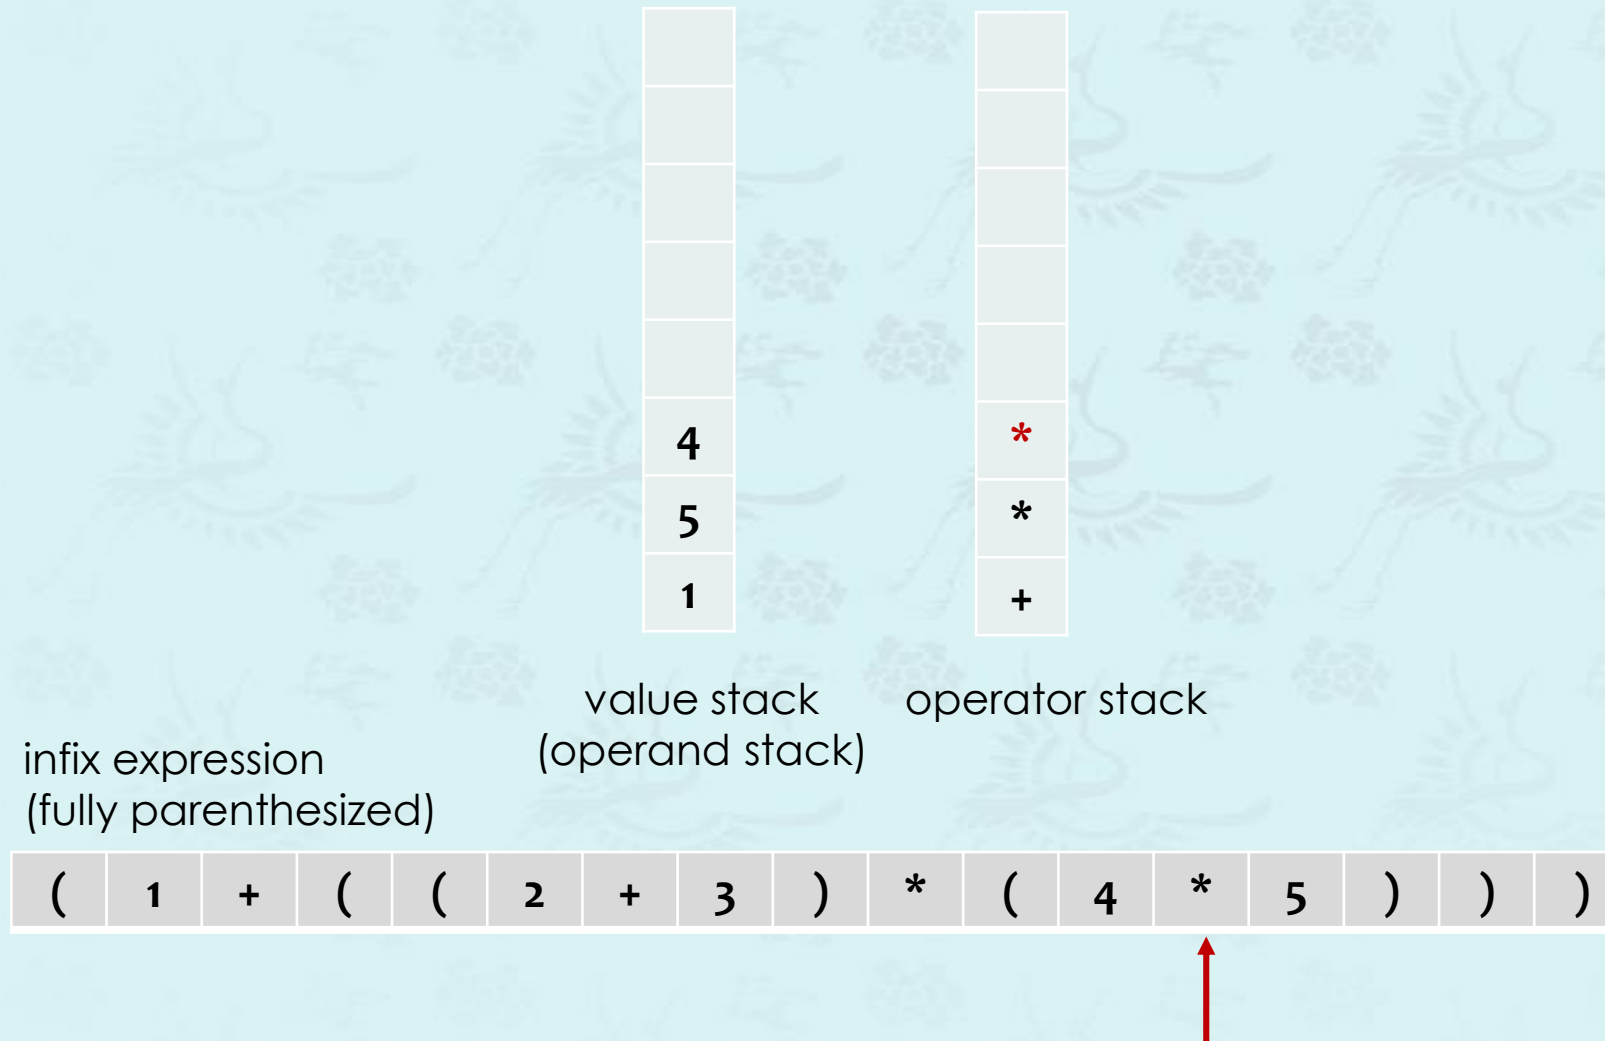 4 *
5 *
1 +
value stack operator stack
(operand stack)
infix expression
(fully parenthesized)
( 1 + ( ( 2 + 3 ) * ( 4 * 5 ) ) )